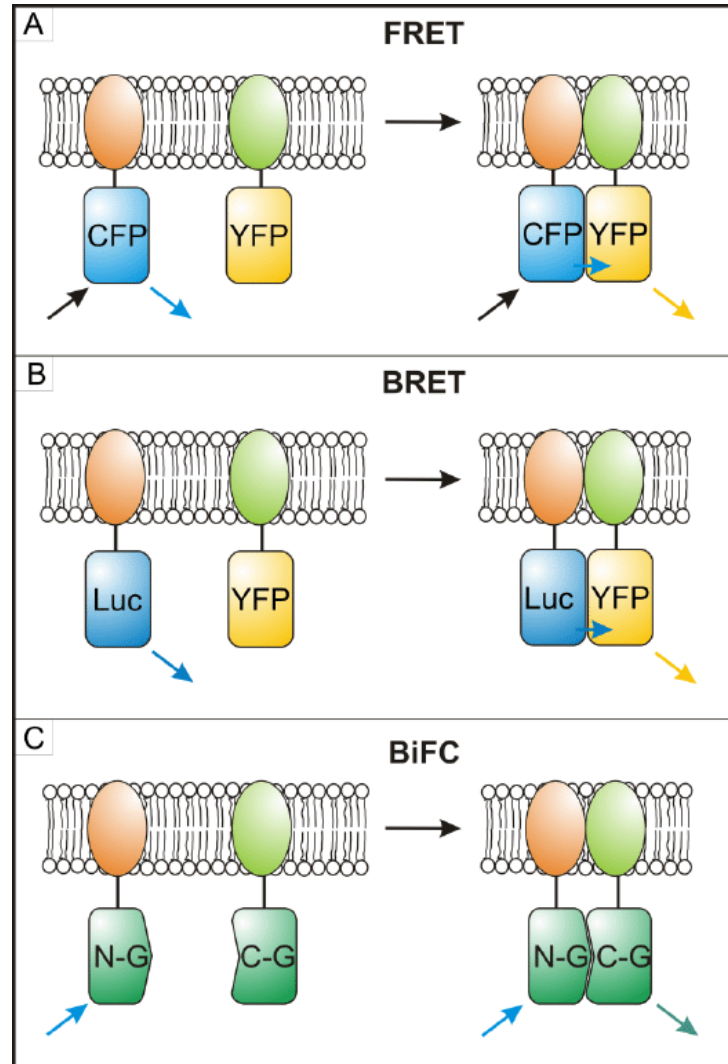 A
FRET
CFP
YFP
CFP
YFP
B
BRET
Luc
YFP
Luc
YFP
C
BiFC
N-G
C-G
N-G
C-G